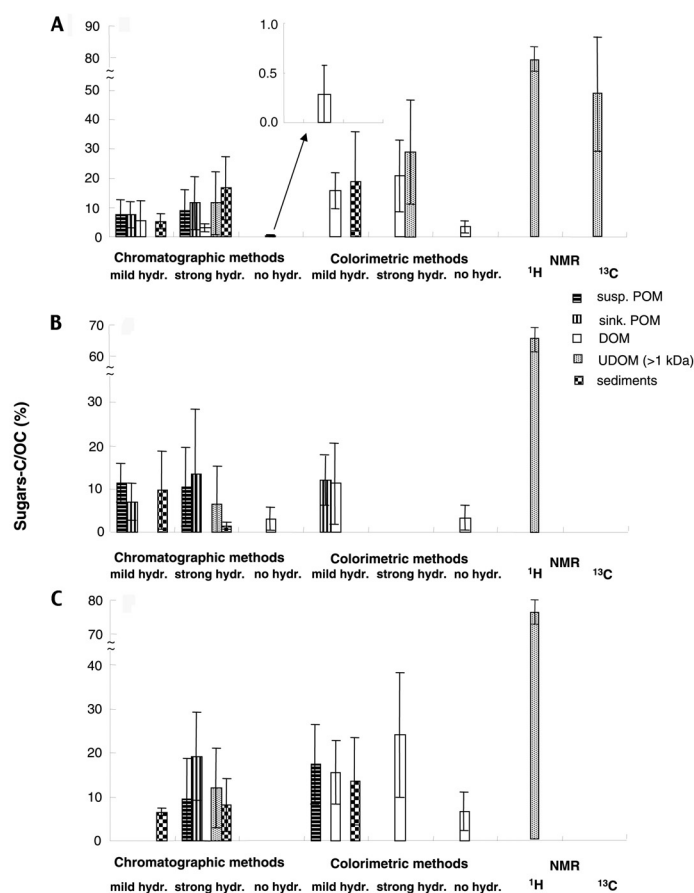 A
90
50
40
30
20
10
0
1.0
0.5
0.0
Chromatographic methods Colorimetric methods NMR
mild hydr. strong hydr. no hydr. mild hydr. strong hydr. no hydr. ¹H ¹³C
susp. POM
sink. POM
DOM
UDOM (>1 kDa)
sediments
Sugars-C/OC (%)
B
70
60
30
20
10
0
Chromatographic methods Colorimetric methods NMR
mild hydr. strong hydr. no hydr. mild hydr. strong hydr. no hydr. ¹H ¹³C
C
80
70
40
30
20
10
0
Chromatographic methods Colorimetric methods NMR
mild hydr. strong hydr. no hydr. mild hydr. strong hydr. no hydr. ¹H ¹³C